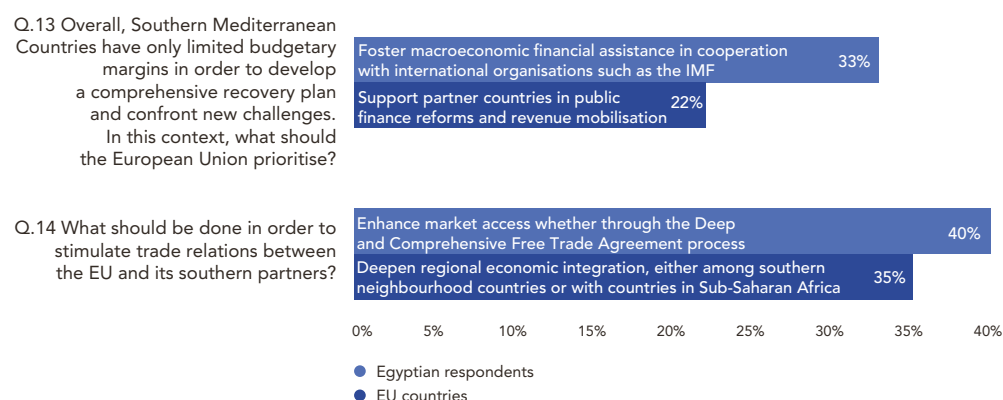 Q.13 Overall, Southern Mediterranean
Countries have only limited budgetary
margins in order to develop
a comprehensive recovery plan
and confront new challenges.
In this context, what should
the European Union prioritise?
Foster macroeconomic financial assistance in cooperation
with international organisations such as the IMF
33%
Support partner countries in public
finance reforms and revenue mobilisation
22%
Q.14 What should be done in order to
stimulate trade relations between
the EU and its southern partners?
Enhance market access whether through the Deep
and Comprehensive Free Trade Agreement process
40%
Deepen regional economic integration, either among southern
neighbourhood countries or with countries in Sub-Saharan Africa
35%
0% 5% 10% 15% 20% 25% 30% 35% 40%
Egyptian respondents
EU countries